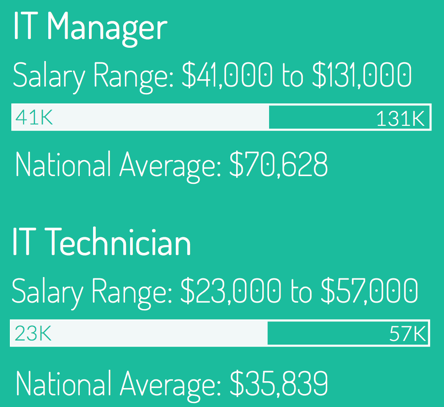 IT Manager
Salary Range: $41,000 to $131,000
41K 131K
National Average: $70,628
IT Technician
Salary Range: $23,000 to $57,000
23K 57K
National Average: $35,839